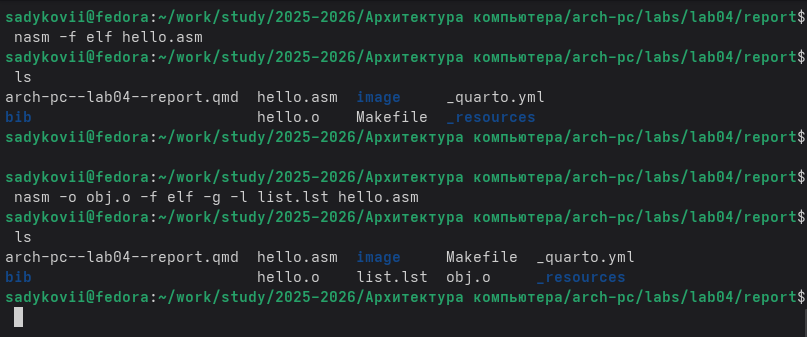 sadykovii@fedora:~/work/study/2025-2026/Архитектура компьютера/arch-pc/labs/lab04/report$
nasm -f elf hello.asm
sadykovii@fedora:~/work/study/2025-2026/Архитектура компьютера/arch-pc/labs/lab04/report$
ls
arch-pc--lab04--report.qmd hello.asm image _quarto.yml
bib hello.o Makefile _resources
sadykovii@fedora:~/work/study/2025-2026/Архитектура компьютера/arch-pc/labs/lab04/report$
sadykovii@fedora:~/work/study/2025-2026/Архитектура компьютера/arch-pc/labs/lab04/report$
nasm -o obj.o -f elf -g -l list.lst hello.asm
sadykovii@fedora:~/work/study/2025-2026/Архитектура компьютера/arch-pc/labs/lab04/report$
ls
arch-pc--lab04--report.qmd hello.asm image Makefile _quarto.yml
bib hello.o list.lst obj.o _resources
sadykovii@fedora:~/work/study/2025-2026/Архитектура компьютера/arch-pc/labs/lab04/report$